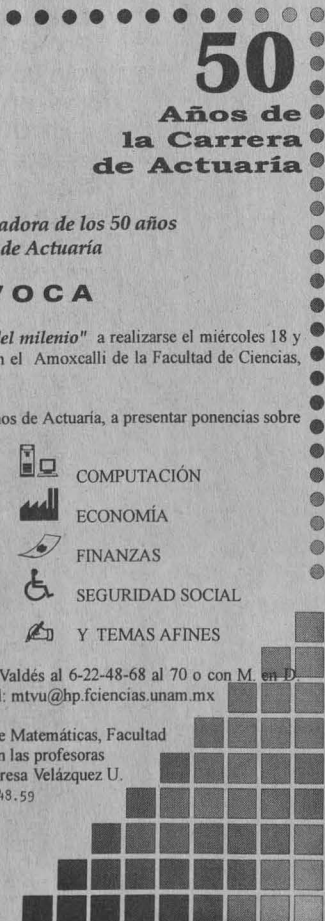 50
Años de
la Carrera
de Actuaría
adora de los 50 años
de Actuaría
VOCA
del milenio" a realizarse el miércoles 18 y
n el Amoxcalli de la Facultad de Ciencias,
nos de Actuaría, a presentar ponencias sobre
COMPUTACIÓN
ECONOMÍA
FINANZAS
SEGURIDAD SOCIAL
Y TEMAS AFINES
Valdés al 6-22-48-68 al 70 o con M. en D.
l: mtvu@hp.fciencias.unam.mx
e Matemáticas, Facultad
n las profesoras
resa Velázquez U.
48.59